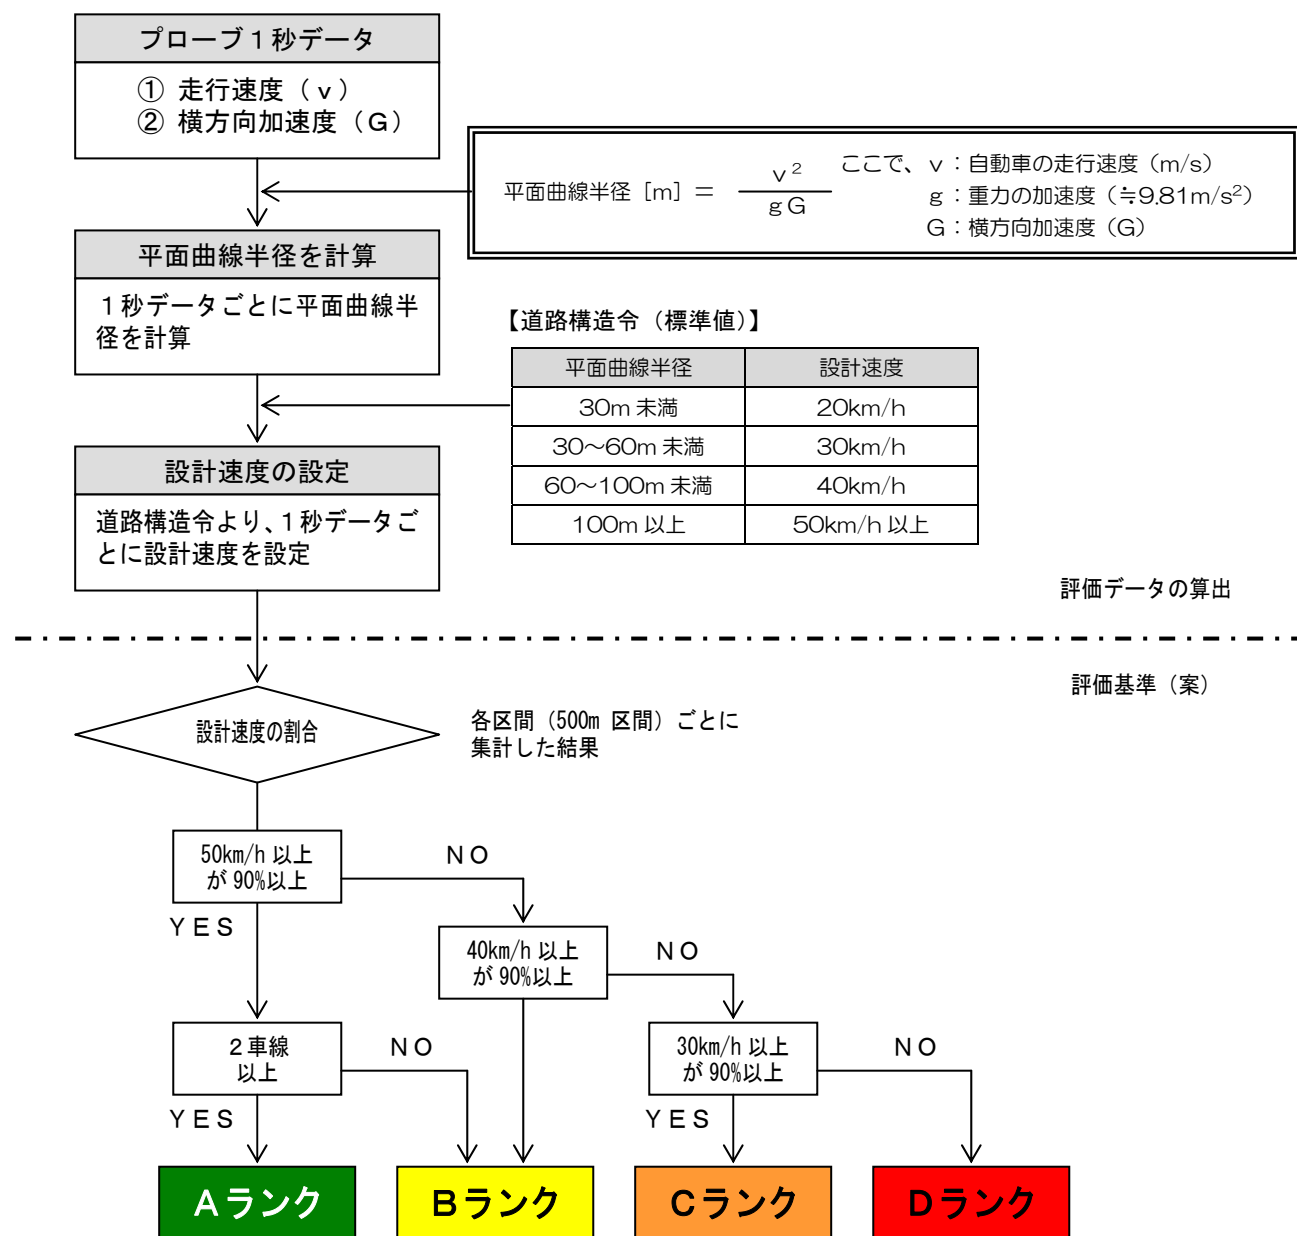 プローブ１秒データ
① 走行速度（ｖ）
② 横方向加速度（Ｇ）
平面曲線半径［m］＝ ｖ² / ｇＧ
ここで、ｖ：自動車の走行速度（m/s）
ｇ：重力の加速度（≒9.81m/s²）
Ｇ：横方向加速度（G）
平面曲線半径を計算
１秒データごとに平面曲線半
径を計算
【道路構造令（標準値）】
平面曲線半径 設計速度
30m 未満 20km/h
30～60m 未満 30km/h
60～100m 未満 40km/h
100m 以上 50km/h 以上
設計速度の設定
道路構造令より、１秒データご
とに設計速度を設定
評価データの算出
評価基準（案）
設計速度の割合
各区間（500m 区間）ごとに
集計した結果
50km/h 以上
が 90%以上
ＮＯ
ＹＥＳ
40km/h 以上
が 90%以上
ＮＯ
２車線
以上
ＮＯ
30km/h 以上
が 90%以上
ＮＯ
ＹＥＳ
ＹＥＳ
Ａランク
Ｂランク
Ｃランク
Ｄランク